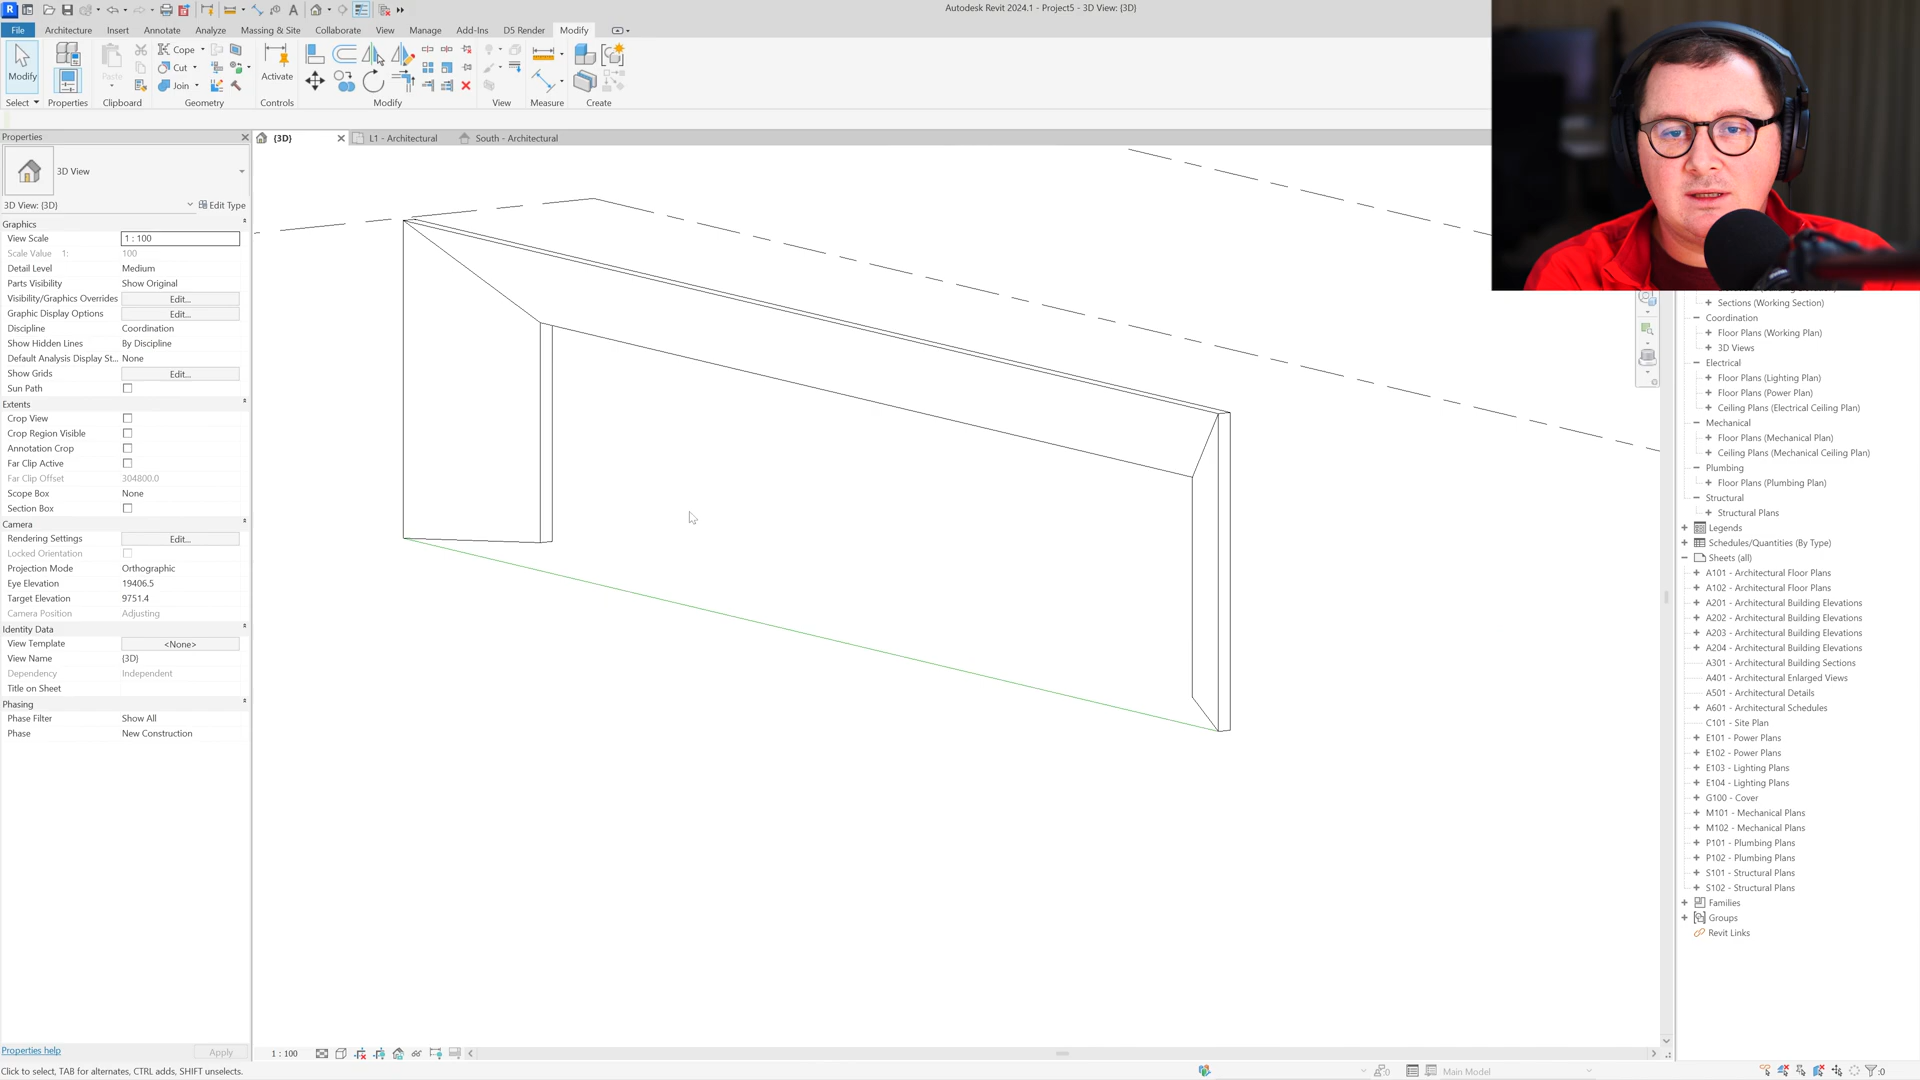 Autodesk Revit 2024.1 - Project5 - 3D View: {3D}
File Architecture Insert Annotate Analyze Massing & Site Collaborate View Manage Add-Ins D5 Render Modify
Modify Paste Cope Cut Join Activate
Select Properties Clipboard Geometry Controls Modify View Measure Create
Properties
{3D} L1 - Architectural South - Architectural
3D View
3D View: {3D} Edit Type
Graphics
View Scale 1 : 100
Scale Value 1: 100
Detail Level Medium
Parts Visibility Show Original
Visibility/Graphics Overrides Edit...
Graphic Display Options Edit...
Discipline Coordination
Show Hidden Lines By Discipline
Default Analysis Display St... None
Show Grids Edit...
Sun Path
Extents
Crop View
Crop Region Visible
Annotation Crop
Far Clip Active
Far Clip Offset 304800.0
Scope Box None
Section Box
Camera
Rendering Settings Edit...
Locked Orientation
Projection Mode Orthographic
Eye Elevation 19406.5
Target Elevation 9751.4
Camera Position Adjusting
Identity Data
View Template <None>
View Name {3D}
Dependency Independent
Title on Sheet
Phasing
Phase Filter Show All
Phase New Construction
Properties help Apply
Sections (Working Section)
Coordination
Floor Plans (Working Plan)
3D Views
Electrical
Floor Plans (Lighting Plan)
Floor Plans (Power Plan)
Ceiling Plans (Electrical Ceiling Plan)
Mechanical
Floor Plans (Mechanical Plan)
Ceiling Plans (Mechanical Ceiling Plan)
Plumbing
Floor Plans (Plumbing Plan)
Structural
Structural Plans
Legends
Schedules/Quantities (By Type)
Sheets (all)
A101 - Architectural Floor Plans
A102 - Architectural Floor Plans
A201 - Architectural Building Elevations
A202 - Architectural Building Elevations
A203 - Architectural Building Elevations
A204 - Architectural Building Elevations
A301 - Architectural Building Sections
A401 - Architectural Enlarged Views
A501 - Architectural Details
A601 - Architectural Schedules
C101 - Site Plan
E101 - Power Plans
E102 - Power Plans
E103 - Lighting Plans
E104 - Lighting Plans
G100 - Cover
M101 - Mechanical Plans
M102 - Mechanical Plans
P101 - Plumbing Plans
P102 - Plumbing Plans
S101 - Structural Plans
S102 - Structural Plans
Families
Groups
Revit Links
1 : 100
Click to select, TAB for alternates, CTRL adds, SHIFT unselects. :0 Main Model :0